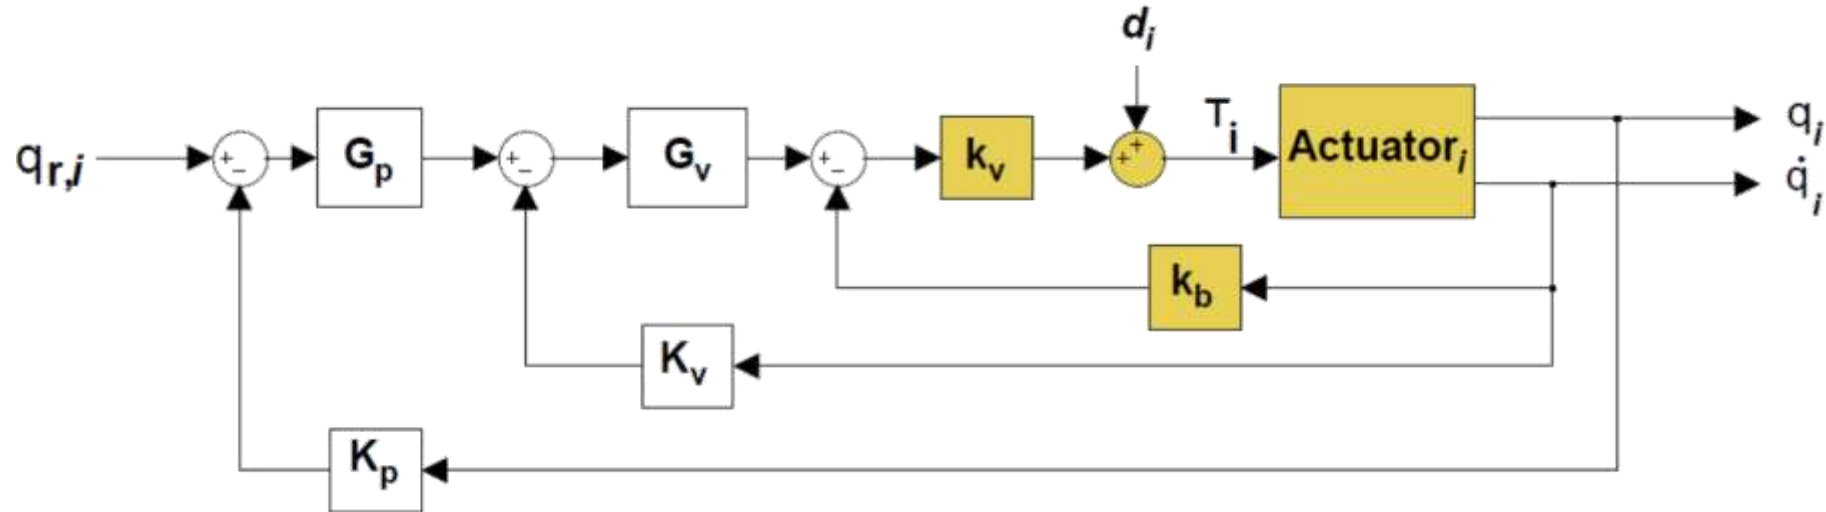 d_i
q_r,i + − G_p + − G_v + − k_v + + T_i Actuator_i q_i
q̇_i
k_b
K_v
K_p